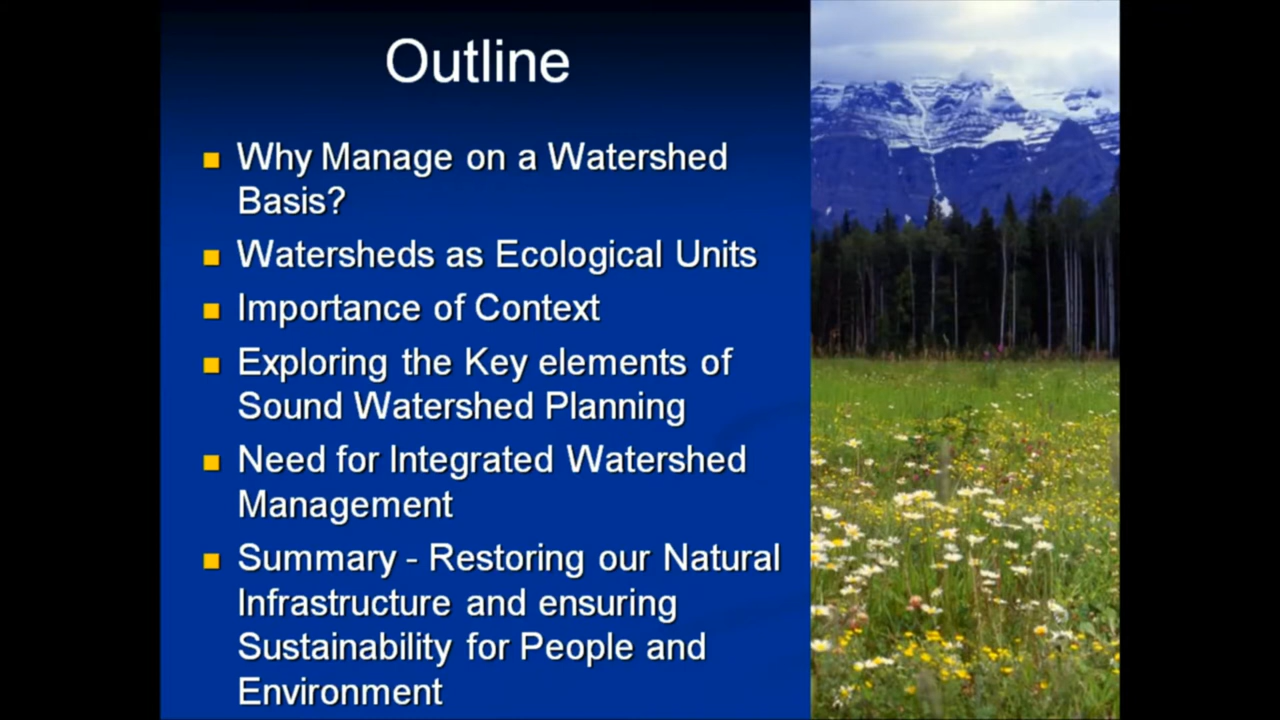 Outline
Why Manage on a Watershed
Basis?
Watersheds as Ecological Units
Importance of Context
Exploring the Key elements of
Sound Watershed Planning
Need for Integrated Watershed
Management
Summary - Restoring our Natural
Infrastructure and ensuring
Sustainability for People and
Environment